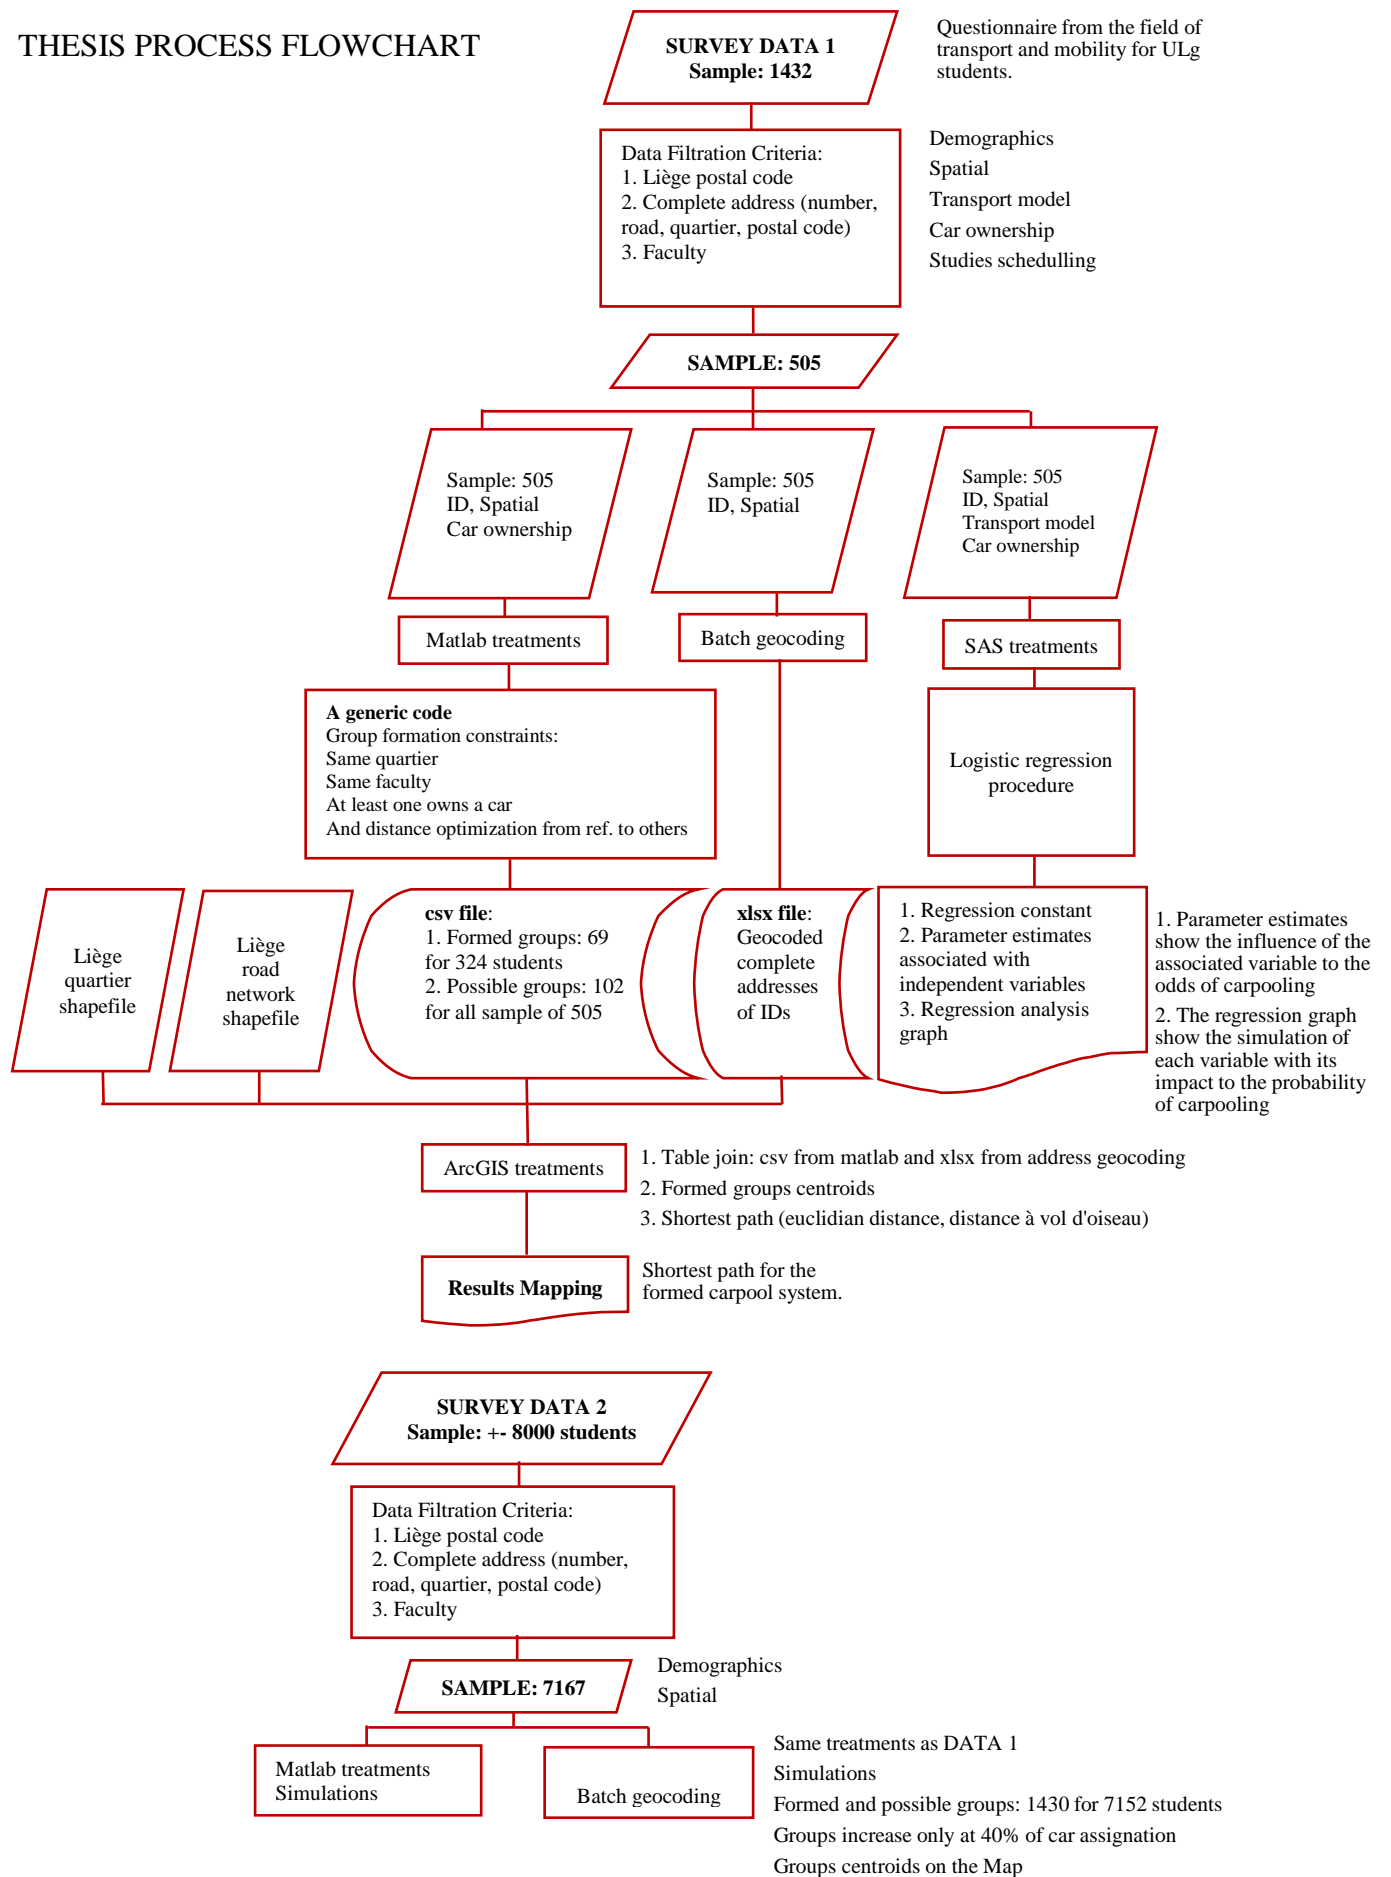 THESIS PROCESS FLOWCHART
SURVEY DATA 1
Sample: 1432
Questionnaire from the field of
transport and mobility for ULg
students.
Data Filtration Criteria:
1. Liège postal code
2. Complete address (number,
road, quartier, postal code)
3. Faculty
Demographics
Spatial
Transport model
Car ownership
Studies schedulling
SAMPLE: 505
Sample: 505
ID, Spatial
Car ownership
Sample: 505
ID, Spatial
Sample: 505
ID, Spatial
Transport model
Car ownership
Matlab treatments
Batch geocoding
SAS treatments
A generic code
Group formation constraints:
Same quartier
Same faculty
At least one owns a car
And distance optimization from ref. to others
Logistic regression
procedure
Liège
quartier
shapefile
Liège
road
network
shapefile
csv file:
1. Formed groups: 69
for 324 students
2. Possible groups: 102
for all sample of 505
xlsx file:
Geocoded
complete
addresses
of IDs
1. Regression constant
2. Parameter estimates
associated with
independent variables
3. Regression analysis
graph
1. Parameter estimates
show the influence of the
associated variable to the
odds of carpooling
2. The regression graph
show the simulation of
each variable with its
impact to the probability
of carpooling
ArcGIS treatments
1. Table join: csv from matlab and xlsx from address geocoding
2. Formed groups centroids
3. Shortest path (euclidian distance, distance à vol d'oiseau)
Results Mapping
Shortest path for the
formed carpool system.
SURVEY DATA 2
Sample: +- 8000 students
Data Filtration Criteria:
1. Liège postal code
2. Complete address (number,
road, quartier, postal code)
3. Faculty
SAMPLE: 7167
Demographics
Spatial
Matlab treatments
Simulations
Batch geocoding
Same treatments as DATA 1
Simulations
Formed and possible groups: 1430 for 7152 students
Groups increase only at 40% of car assignation
Groups centroids on the Map